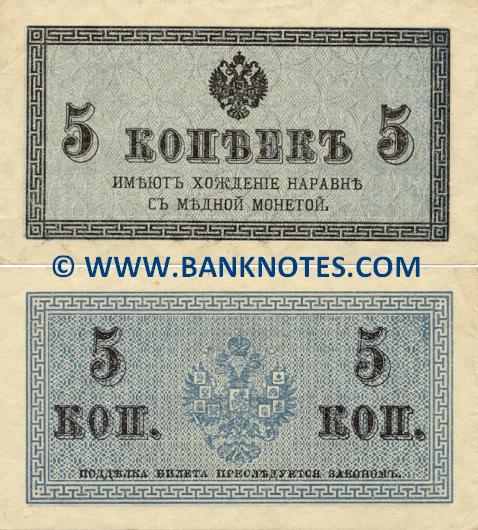 5 КОПѢЕКЪ 5
ИМѢЮТЪ ХОЖДЕНІЕ НАРАВНѢ
СЪ МѢДНОЙ МОНЕТОЙ.
© WWW.BANKNOTES.COM
5 5
КОП. КОП.
ПОДДѢЛКА БИЛЕТА ПРЕСЛѢДУЕТСЯ ЗАКОНОМЪ.